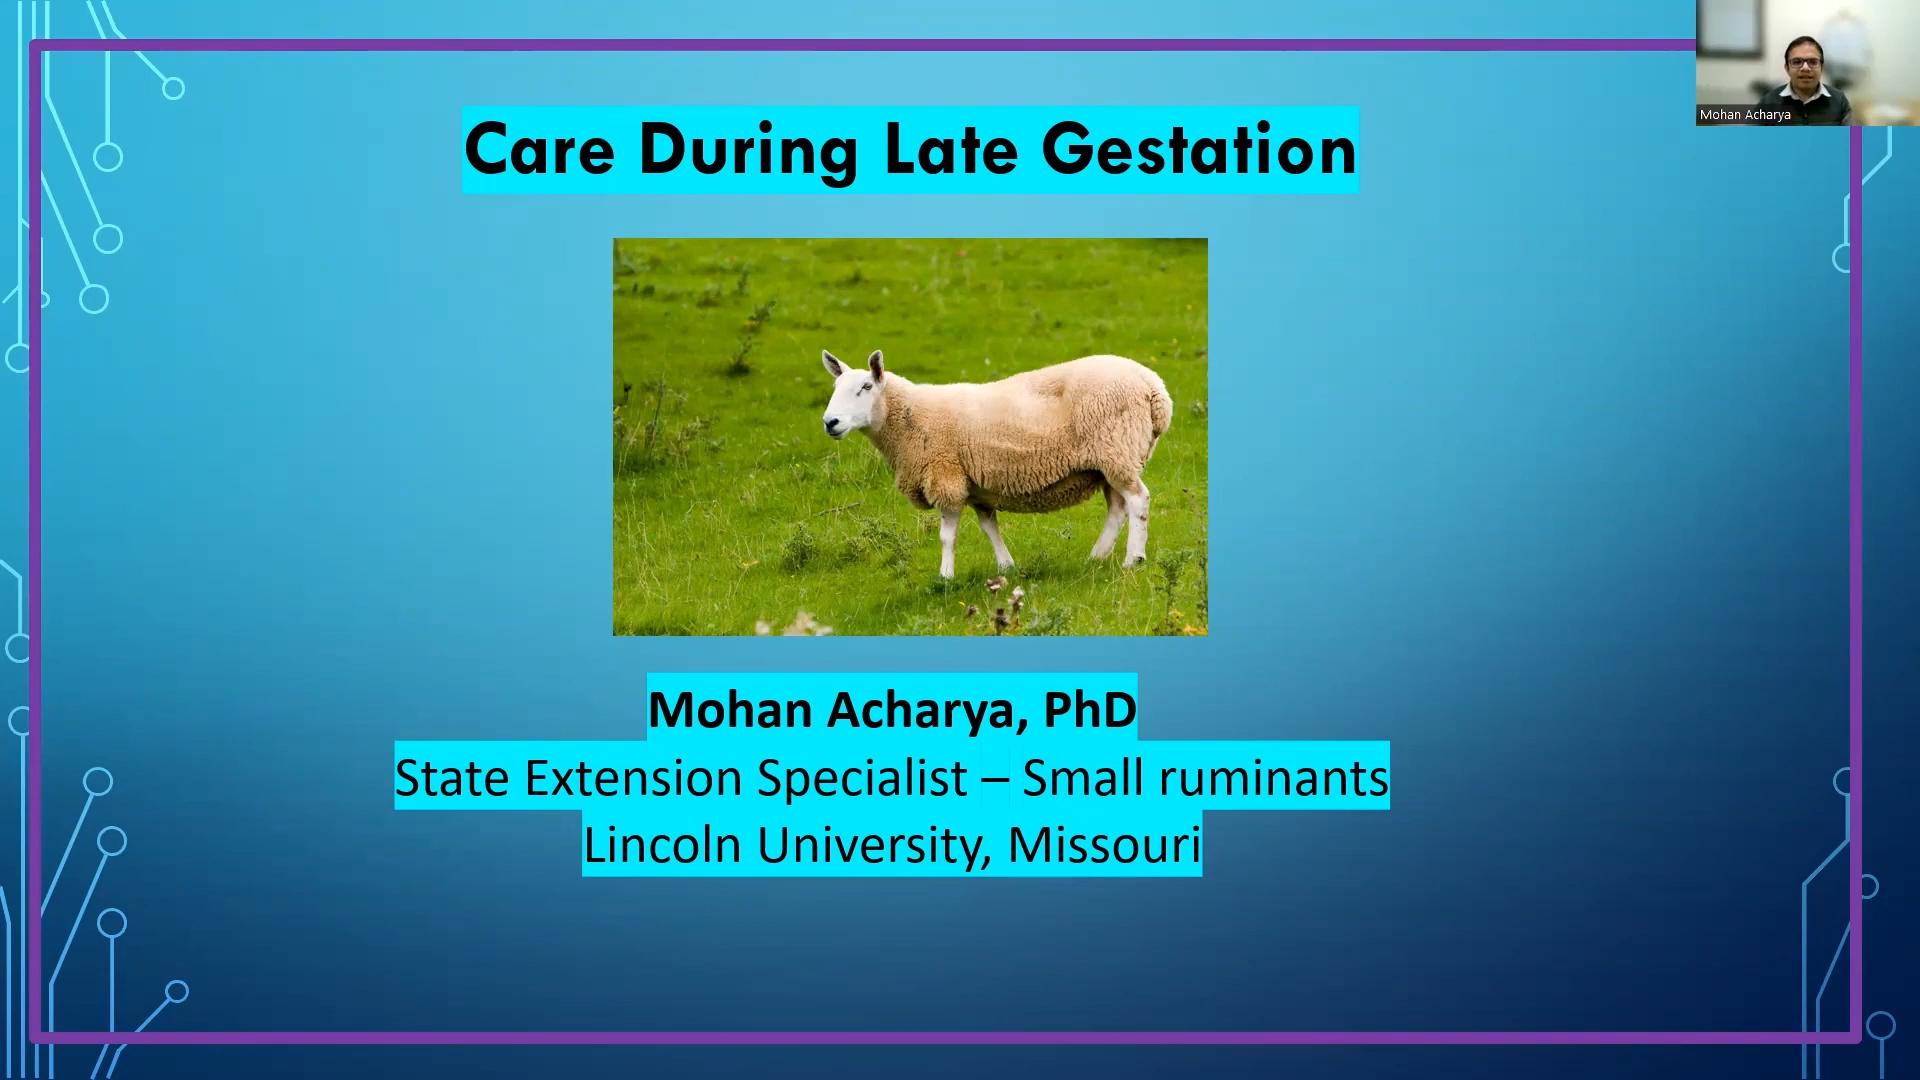 Care During Late Gestation
Mohan Acharya
Mohan Acharya, PhD
State Extension Specialist – Small ruminants
Lincoln University, Missouri